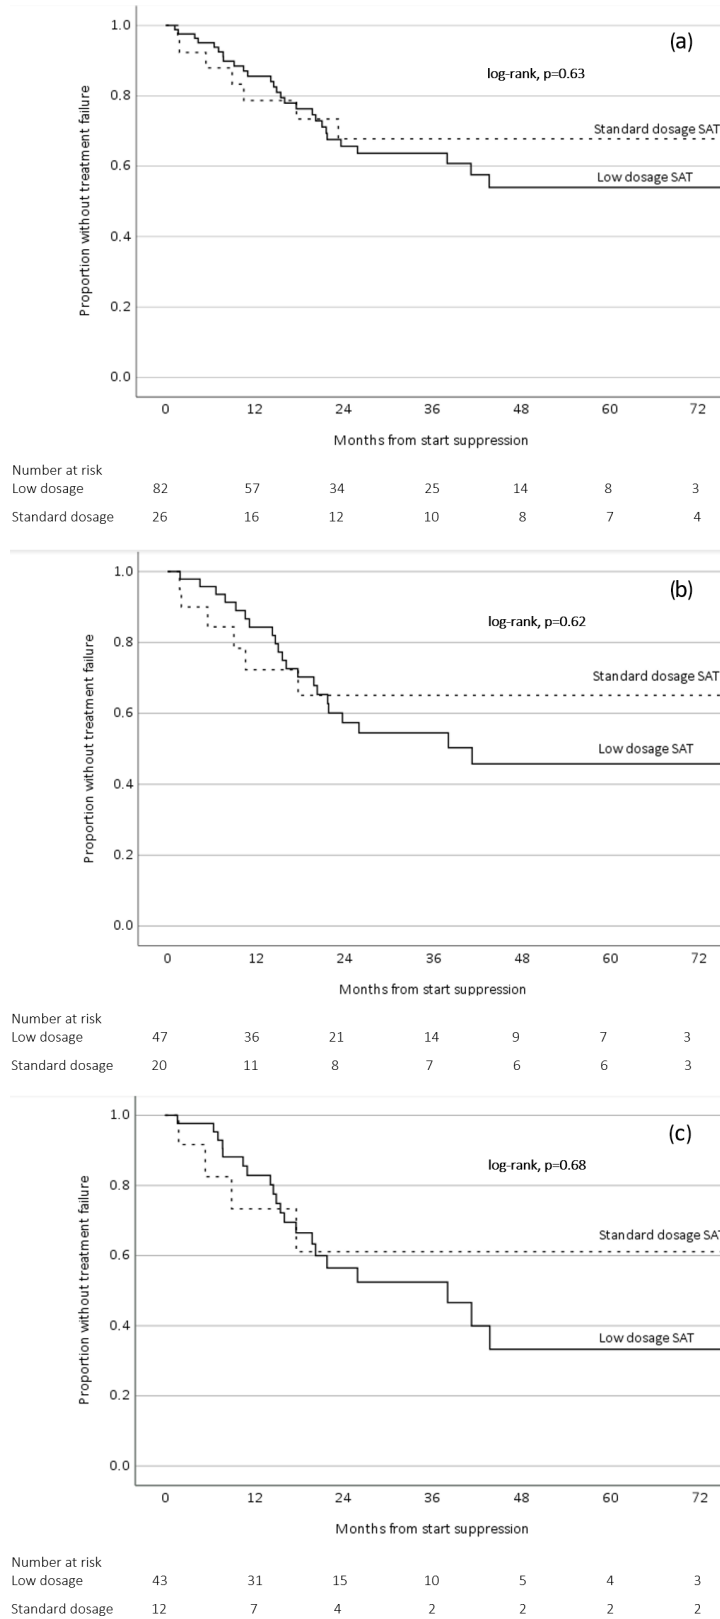 (a)
log-rank, p=0.63
1.0
0.8
0.6
0.4
0.2
0.0
Proportion without treatment failure
Standard dosage SAT
Low dosage SAT
0 12 24 36 48 60 72
Months from start suppression
Number at risk
Low dosage 82 57 34 25 14 8 3
Standard dosage 26 16 12 10 8 7 4
(b)
log-rank, p=0.62
1.0
0.8
0.6
0.4
0.2
0.0
Proportion without treatment failure
Standard dosage SAT
Low dosage SAT
0 12 24 36 48 60 72
Months from start suppression
Number at risk
Low dosage 47 36 21 14 9 7 3
Standard dosage 20 11 8 7 6 6 3
(c)
log-rank, p=0.68
1.0
0.8
0.6
0.4
0.2
0.0
Proportion without treatment failure
Standard dosage SAT
Low dosage SAT
0 12 24 36 48 60 72
Months from start suppression
Number at risk
Low dosage 43 31 15 10 5 4 3
Standard dosage 12 7 4 2 2 2 2